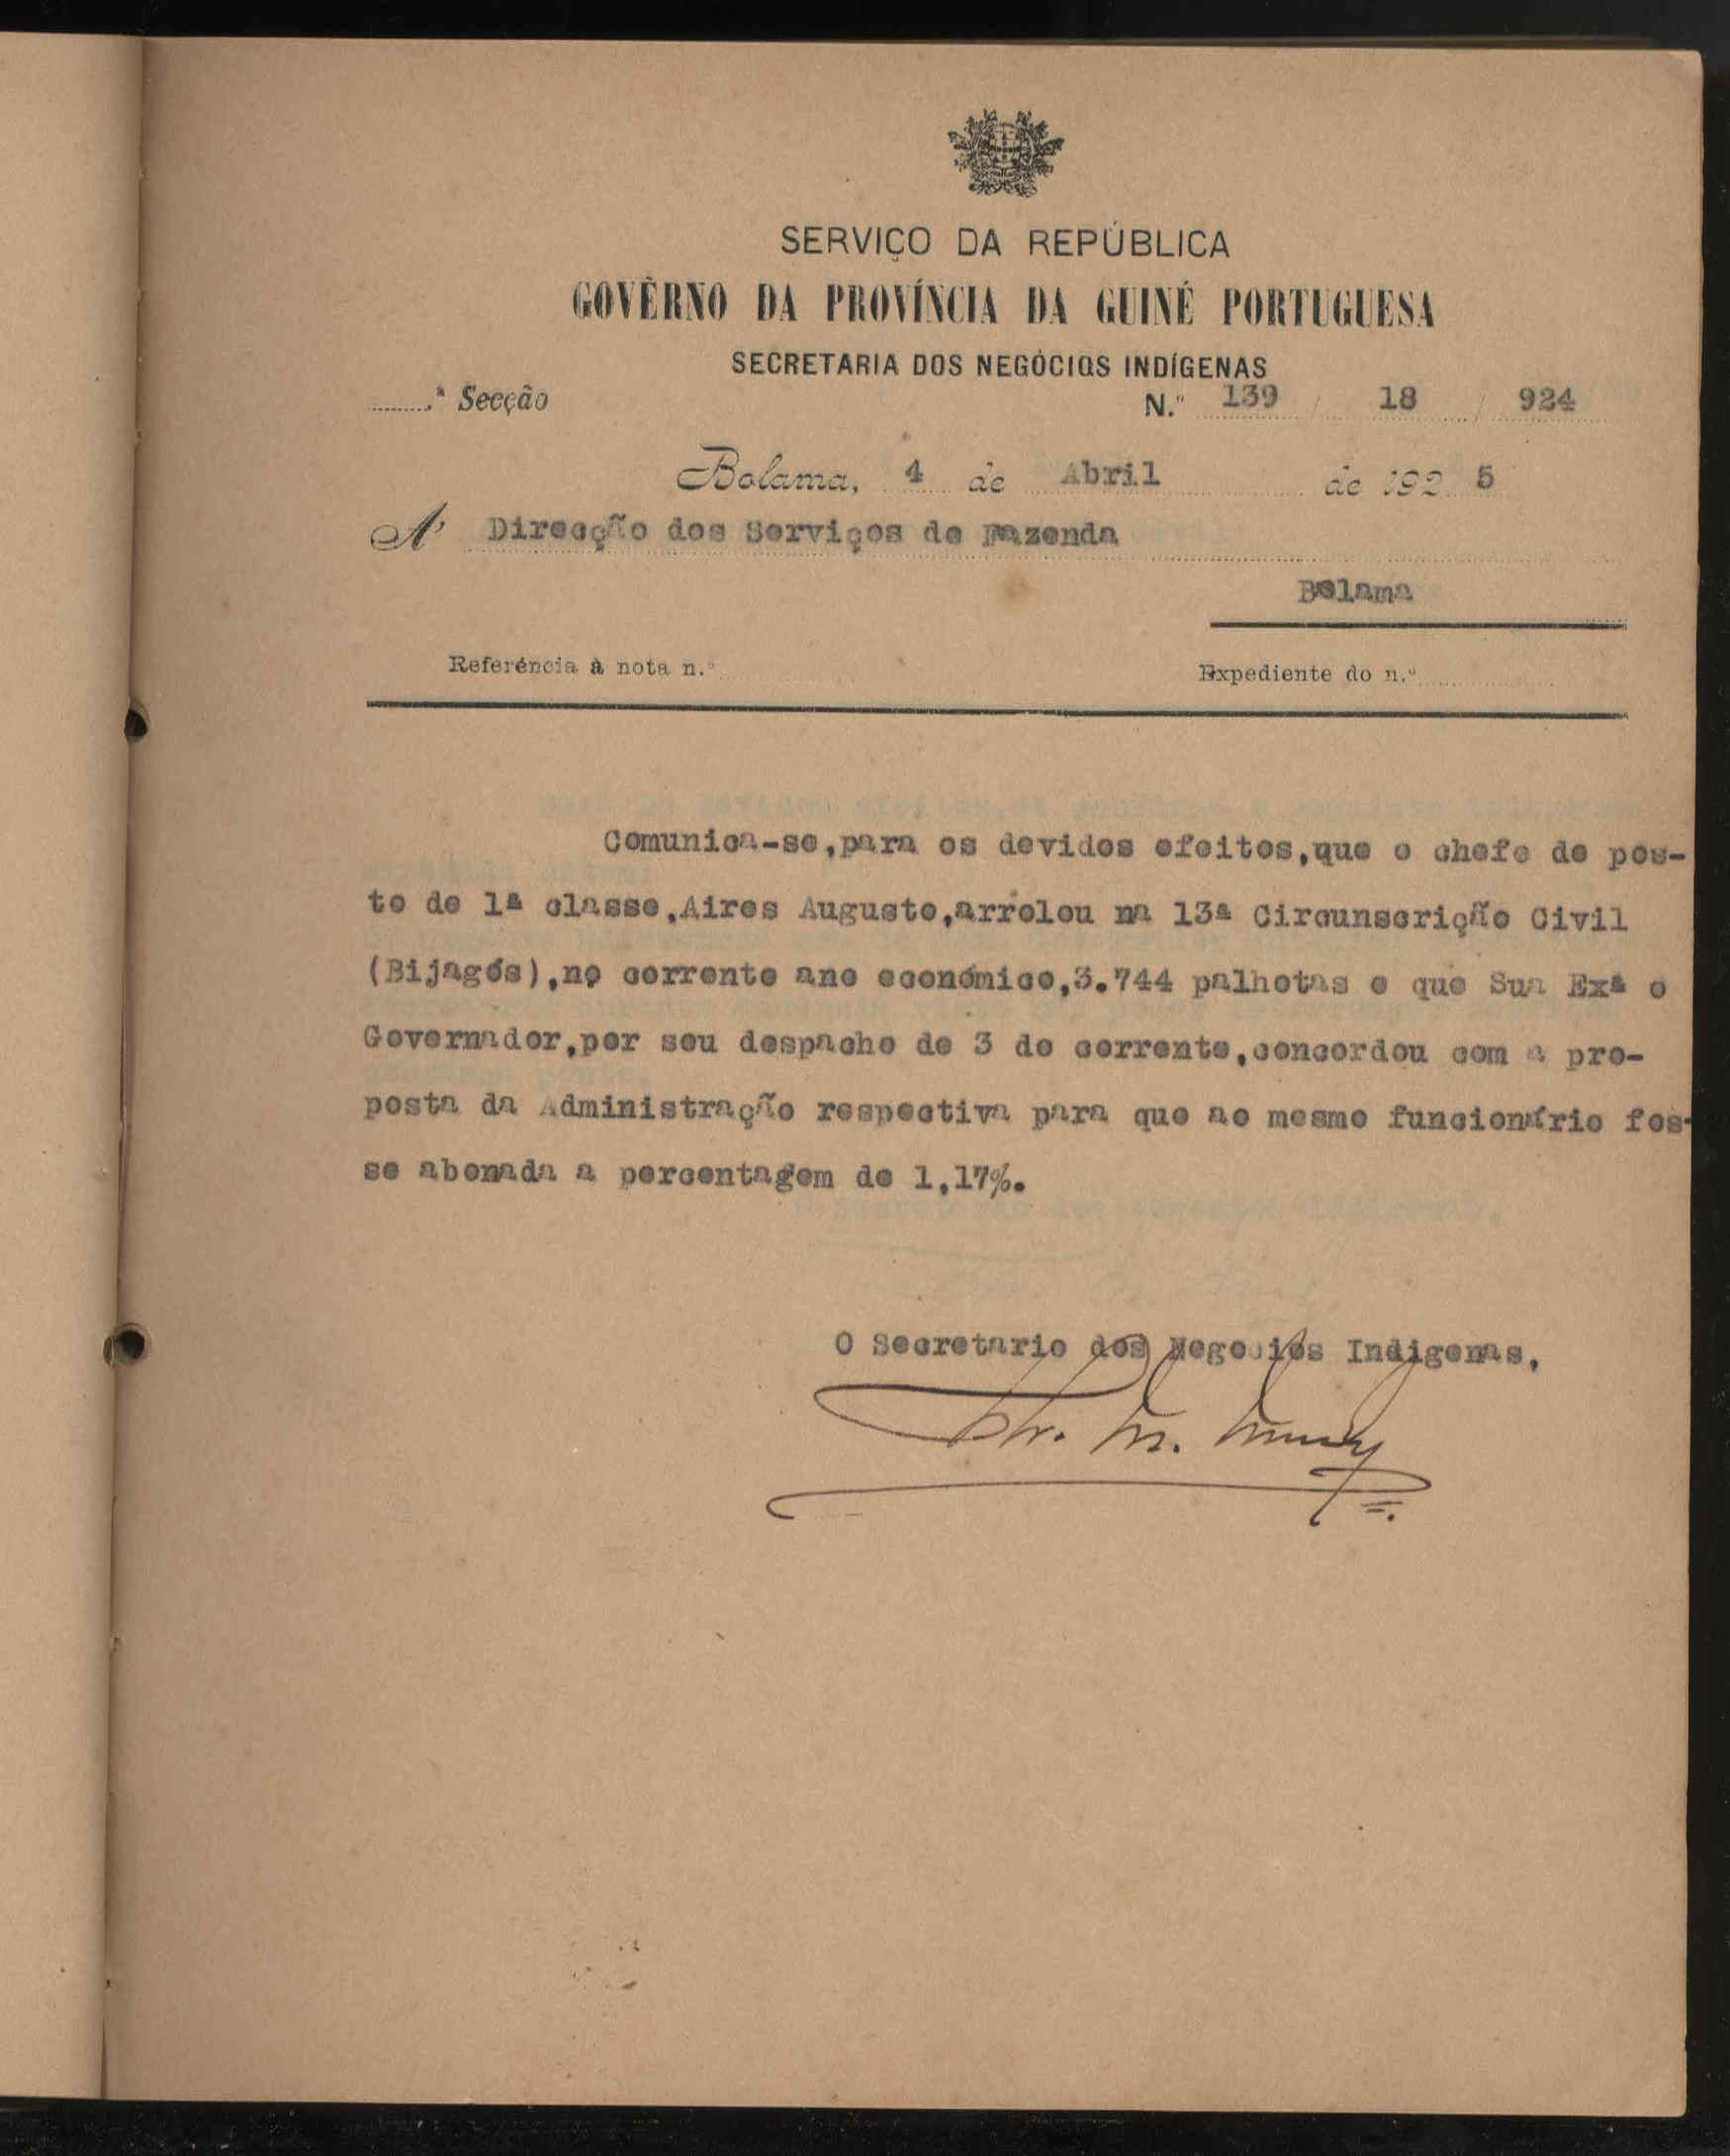 SERVIÇO DA REPÚBLICA
GOVÊRNO DA PROVÍNCIA DA GUINÉ PORTUGUESA
SECRETARIA DOS NEGÓCIOS INDÍGENAS
.........ª Secção
N.º 139 / 18 / 924
Bolama, 4 de Abril de 192 5
A' Direcção dos Serviços de Fazenda
Bolama
Referência à nota n.º
Expediente do n.º
Comunica-se,para os devidos efeitos,que o chefe de pos-
to de 1ª classe,Aires Augusto,arrolou na 13ª Circunscrição Civil
(Bijagós),no corrente ano económico,3.744 palhotas e que Sua Exª o
Governador,por seu despacho de 3 do corrente,concordou com a pro-
posta da Administração respectiva para que ao mesmo funcionário fos-
se abonada a percentagem de 1,17%.
O Secretario dos Negocios Indigenas,